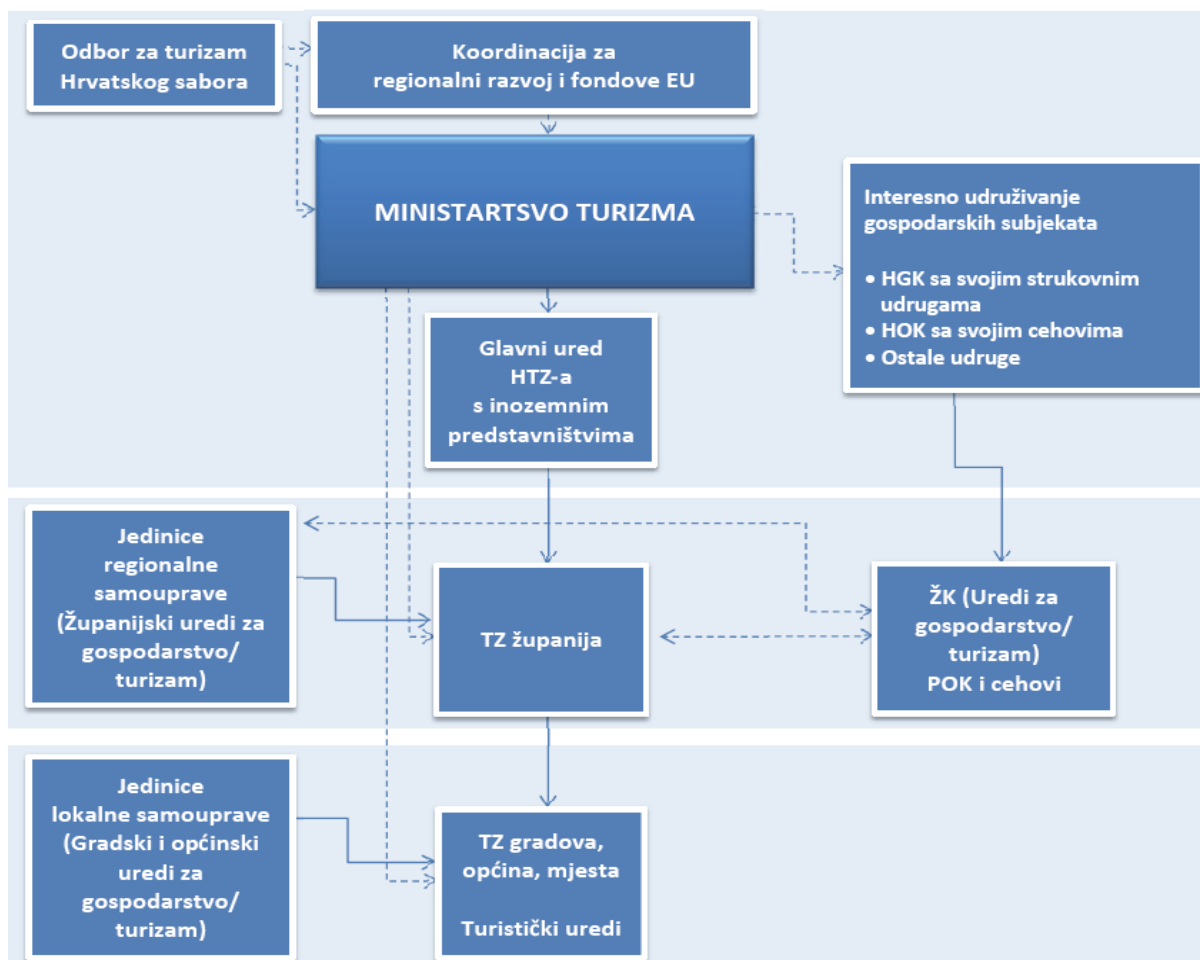 Odbor za turizam
Hrvatskog sabora
Koordinacija za
regionalni razvoj i fondove EU
MINISTARTSVO TURIZMA
Interesno udruživanje
gospodarskih subjekata
• HGK sa svojim strukovnim
udrugama
• HOK sa svojim cehovima
• Ostale udruge
Glavni ured
HTZ-a
s inozemnim
predstavništvima
Jedinice
regionalne
samouprave
(Županijski uredi za
gospodarstvo/
turizam)
TZ županija
ŽK (Uredi za
gospodarstvo/
turizam)
POK i cehovi
Jedinice
lokalne samouprave
(Gradski i općinski
uredi za
gospodarstvo/
turizam)
TZ gradova,
općina, mjesta
Turistički uredi